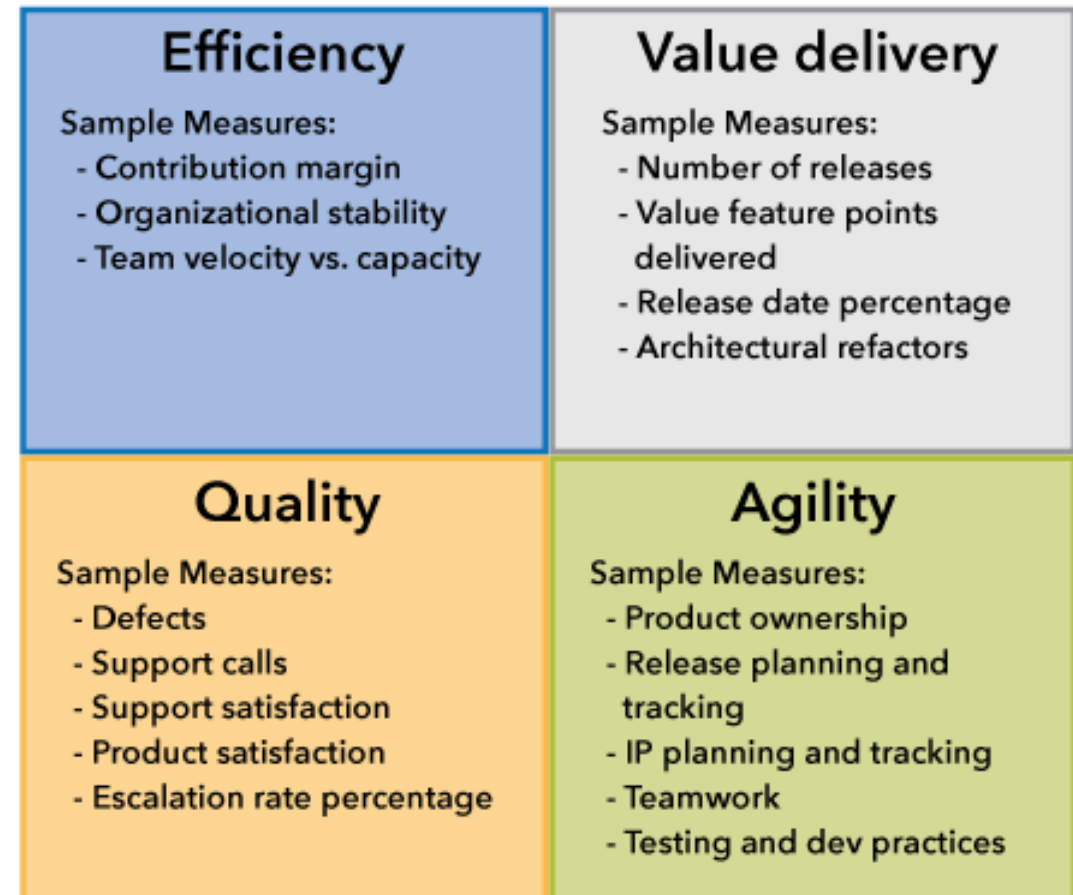 Efficiency
Sample Measures:
- Contribution margin
- Organizational stability
- Team velocity vs. capacity
Value delivery
Sample Measures:
- Number of releases
- Value feature points
delivered
- Release date percentage
- Architectural refactors
Quality
Sample Measures:
- Defects
- Support calls
- Support satisfaction
- Product satisfaction
- Escalation rate percentage
Agility
Sample Measures:
- Product ownership
- Release planning and
tracking
- IP planning and tracking
- Teamwork
- Testing and dev practices